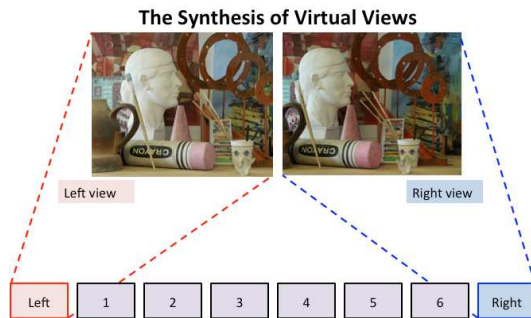 The Synthesis of Virtual Views
CRAYON
CRAYON
Left view
Right view
Left
1
2
3
4
5
6
Right